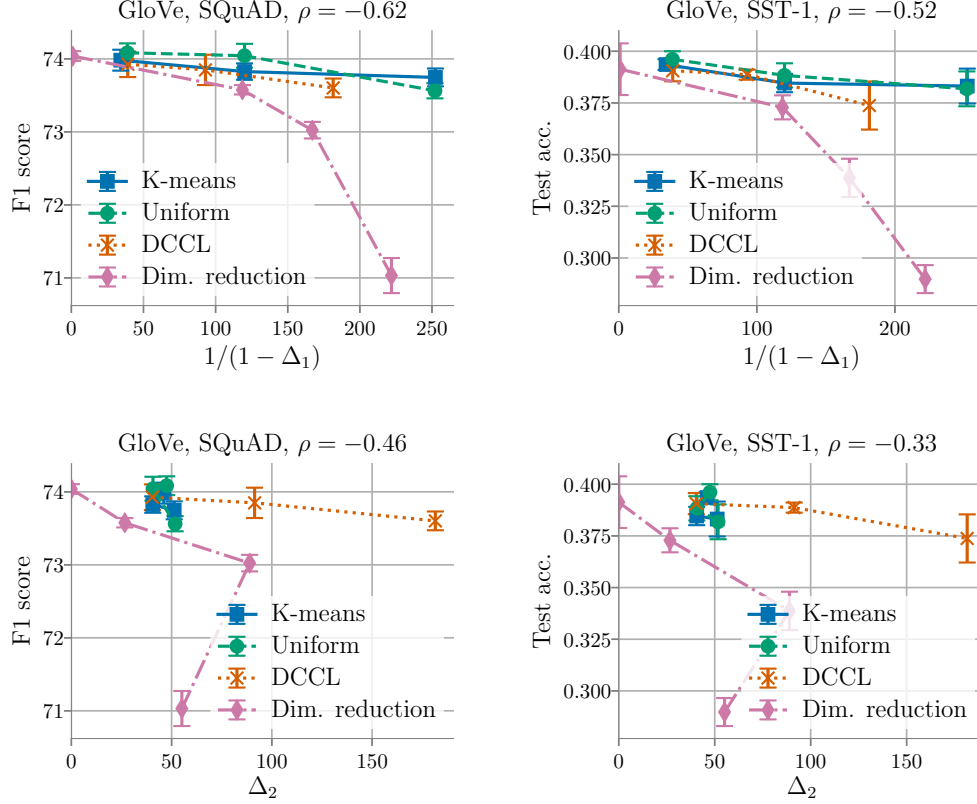 GloVe, SQuAD, ρ = −0.62
74
73
72
71
F1 score
K-means
Uniform
DCCL
Dim. reduction
0 50 100 150 200 250
1/(1 − Δ₁)
GloVe, SST-1, ρ = −0.52
0.400
0.375
0.350
0.325
0.300
Test acc.
K-means
Uniform
DCCL
Dim. reduction
0 100 200
1/(1 − Δ₁)
GloVe, SQuAD, ρ = −0.46
74
73
72
71
F1 score
K-means
Uniform
DCCL
Dim. reduction
0 50 100 150
Δ₂
GloVe, SST-1, ρ = −0.33
0.400
0.375
0.350
0.325
0.300
Test acc.
K-means
Uniform
DCCL
Dim. reduction
0 50 100 150
Δ₂